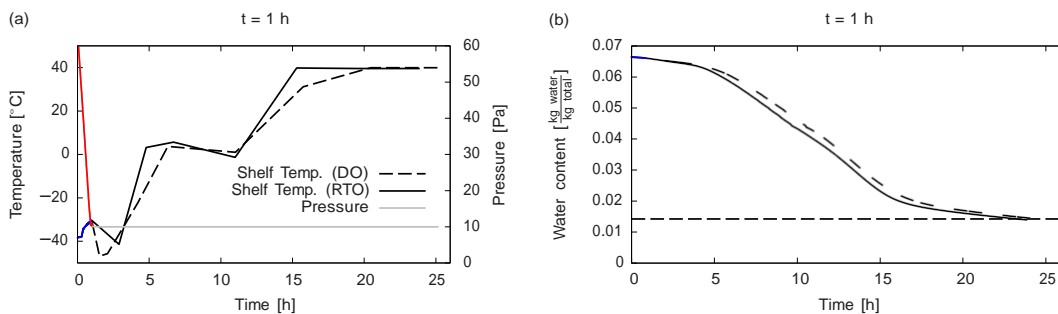 (a)
t = 1 h
Temperature [°C]
40
20
0
−20
−40
60
50
40
30
20
10
0
Pressure [Pa]
Shelf Temp. (DO)
Shelf Temp. (RTO)
Pressure
0 5 10 15 20 25
Time [h]
(b)
t = 1 h
Water content [kg water / kg total]
0.07
0.06
0.05
0.04
0.03
0.02
0.01
0
0 5 10 15 20 25
Time [h]